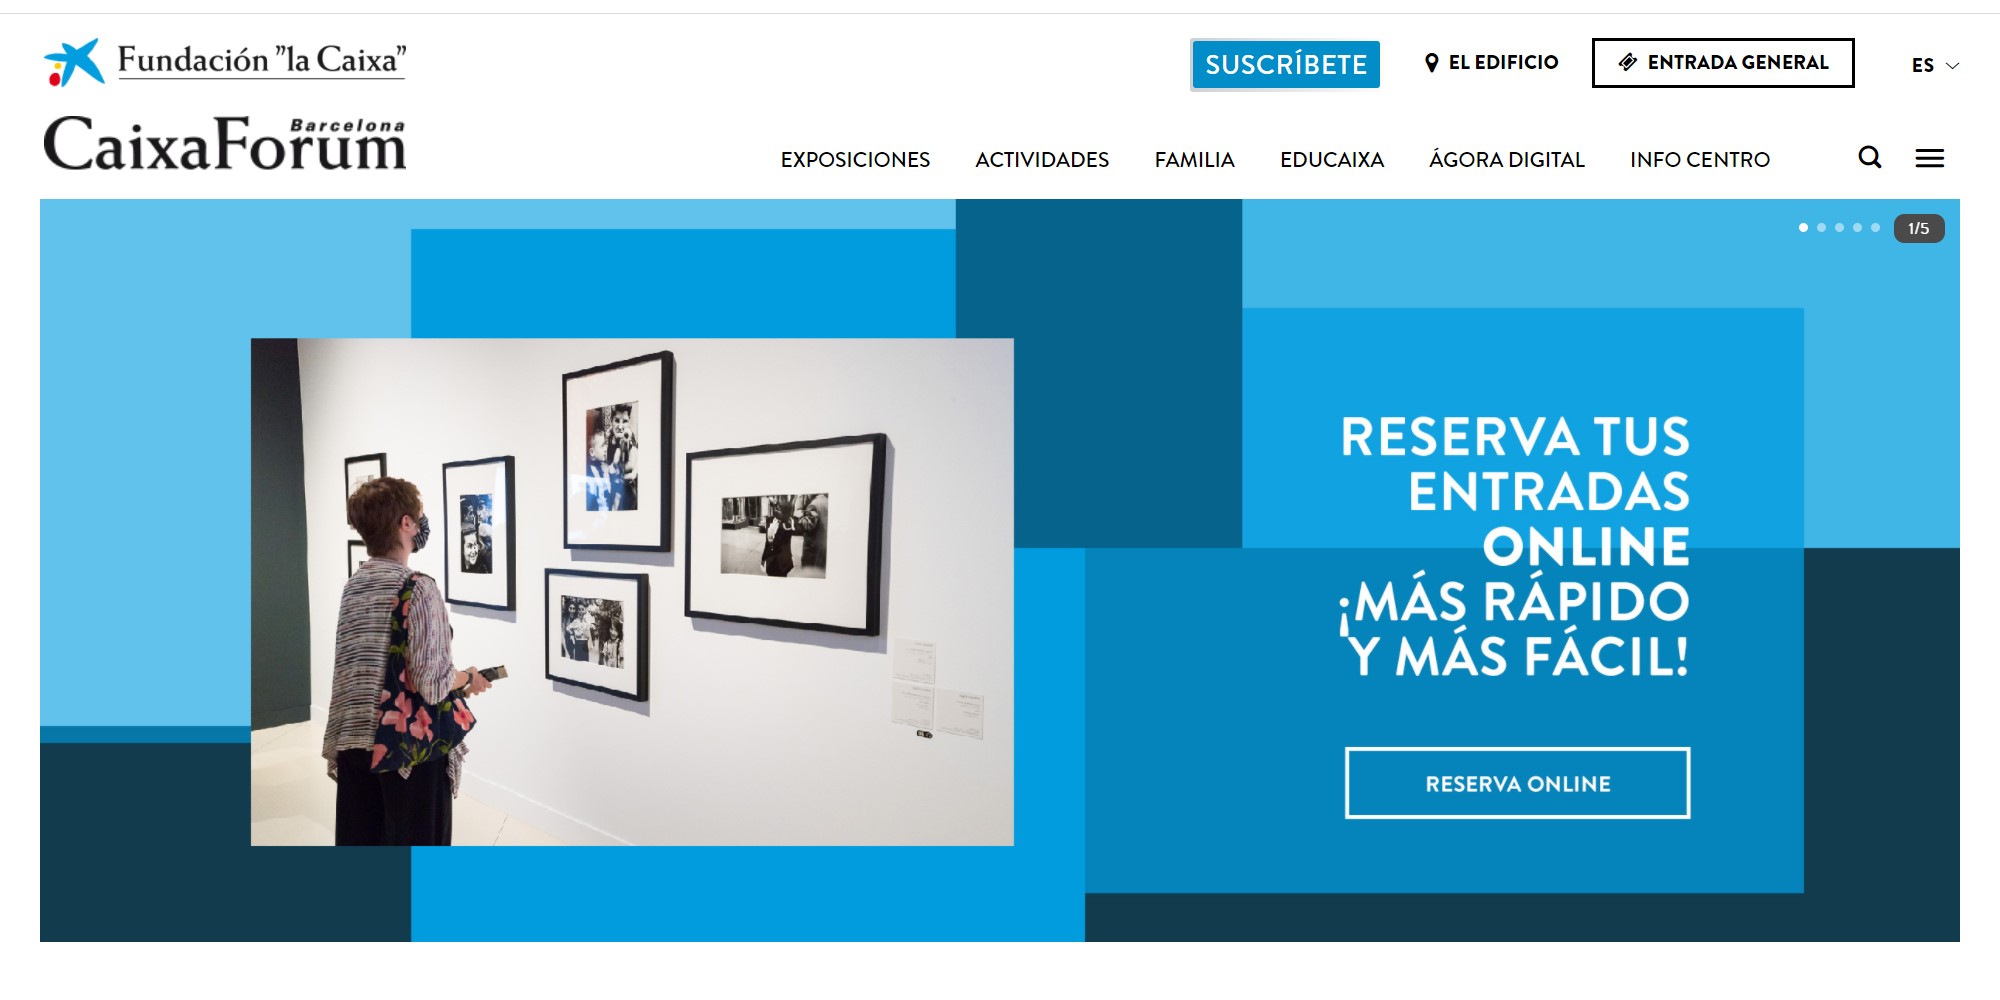 Fundación "la Caixa"
SUSCRÍBETE
EL EDIFICIO
ENTRADA GENERAL
ES
CaixaForum
Barcelona
EXPOSICIONES
ACTIVIDADES
FAMILIA
EDUCAIXA
ÁGORA DIGITAL
INFO CENTRO
1/5
RESERVA TUS
ENTRADAS
ONLINE
¡MÁS RÁPIDO
Y MÁS FÁCIL!
RESERVA ONLINE